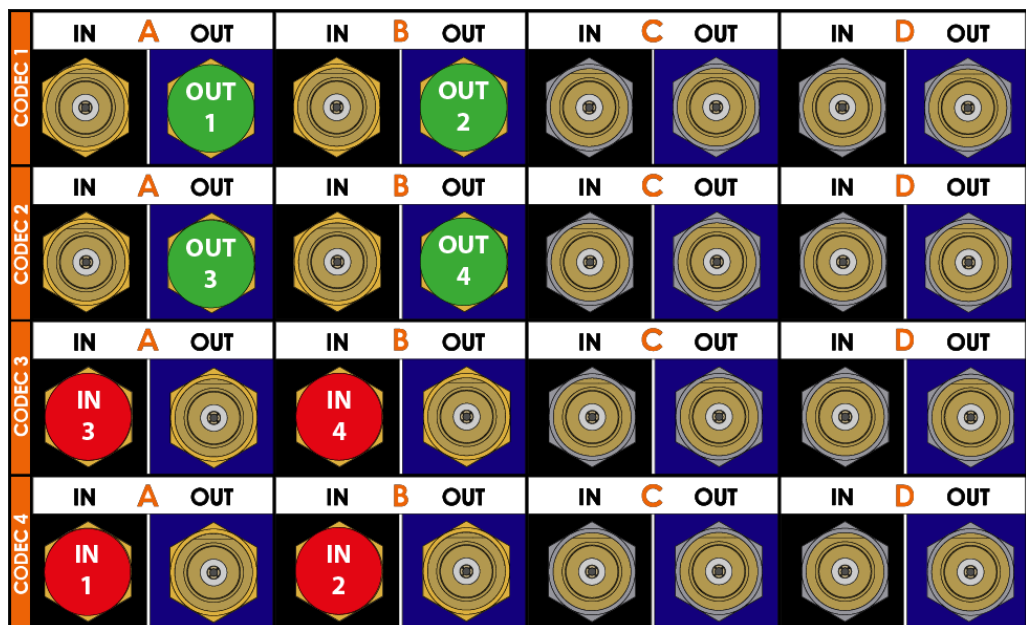 CODEC 1
IN A OUT IN B OUT IN C OUT IN D OUT
OUT
1
OUT
2
CODEC 2
IN A OUT IN B OUT IN C OUT IN D OUT
OUT
3
OUT
4
CODEC 3
IN A OUT IN B OUT IN C OUT IN D OUT
IN
3
IN
4
CODEC 4
IN A OUT IN B OUT IN C OUT IN D OUT
IN
1
IN
2